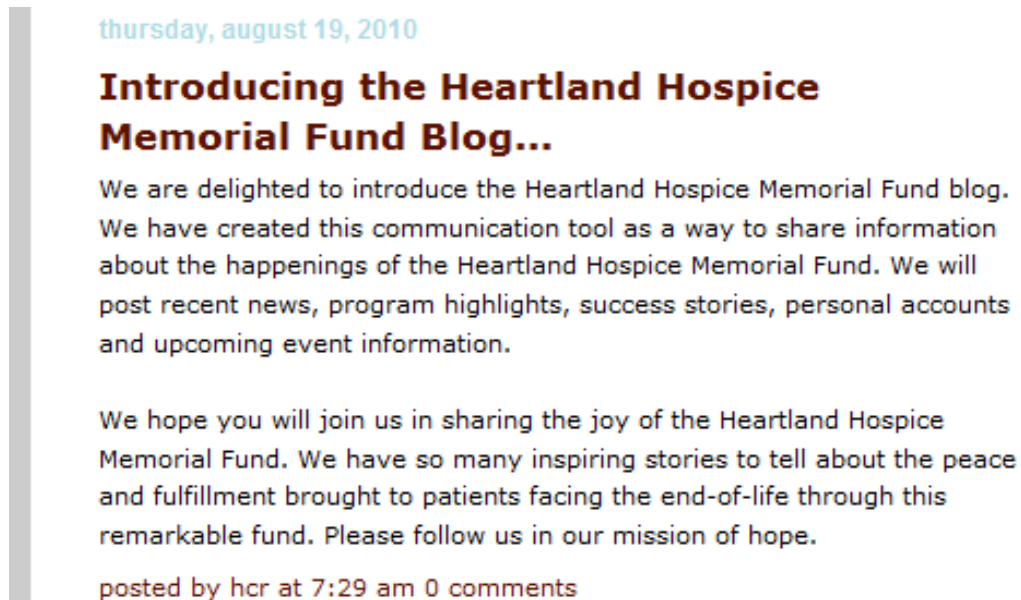 thursday, august 19, 2010
Introducing the Heartland Hospice
Memorial Fund Blog...
We are delighted to introduce the Heartland Hospice Memorial Fund blog.
We have created this communication tool as a way to share information
about the happenings of the Heartland Hospice Memorial Fund. We will
post recent news, program highlights, success stories, personal accounts
and upcoming event information.
We hope you will join us in sharing the joy of the Heartland Hospice
Memorial Fund. We have so many inspiring stories to tell about the peace
and fulfillment brought to patients facing the end-of-life through this
remarkable fund. Please follow us in our mission of hope.
posted by hcr at 7:29 am 0 comments